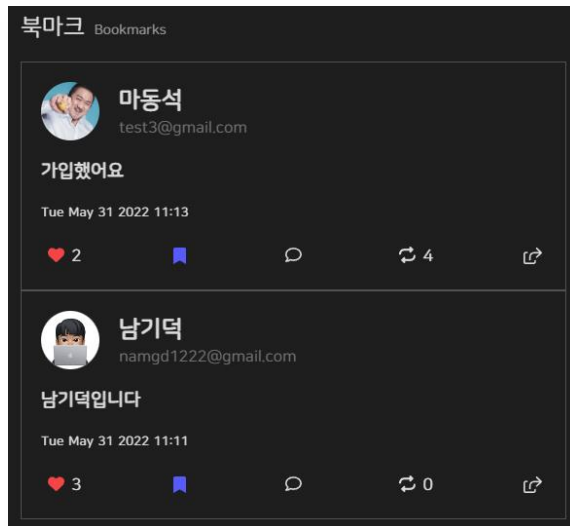 북마크 Bookmarks
마동석
test3@gmail.com
가입했어요
Tue May 31 2022 11:13
2 4
남기덕
namgd1222@gmail.com
남기덕입니다
Tue May 31 2022 11:11
3 0